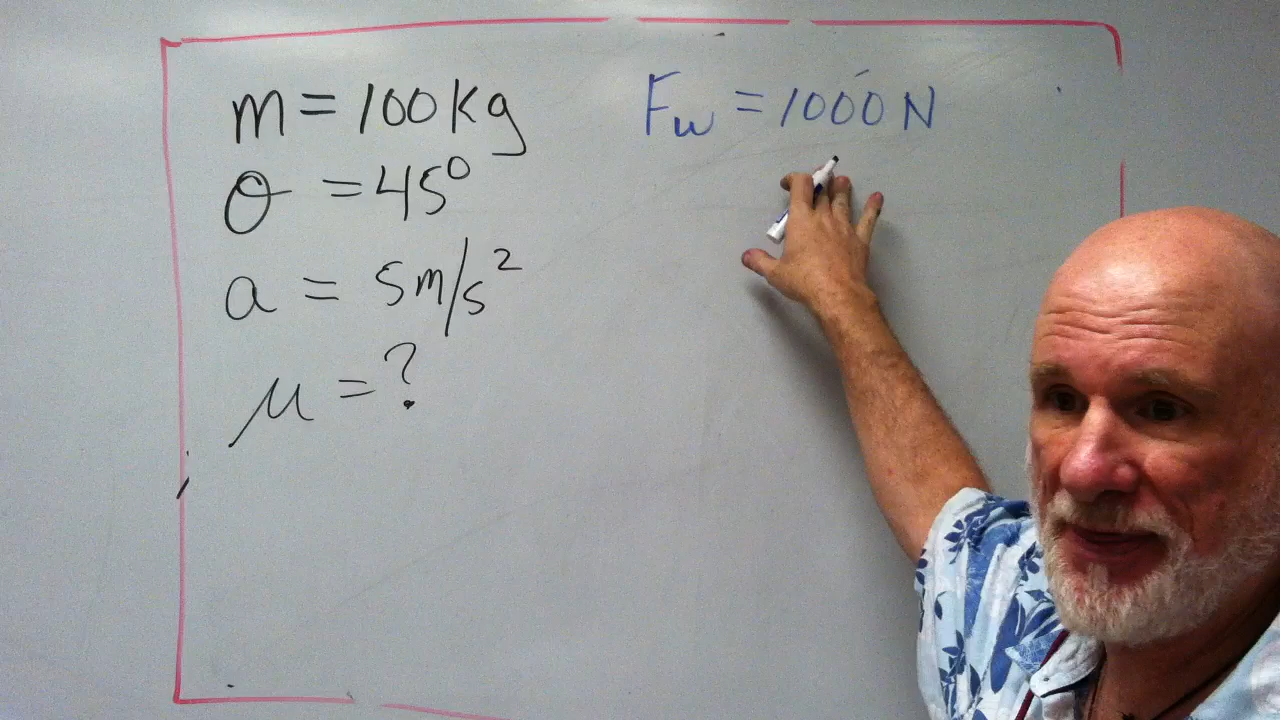 m = 100 kg
θ = 45°
a = 5 m/s²
μ = ?
Fw = 1000 N